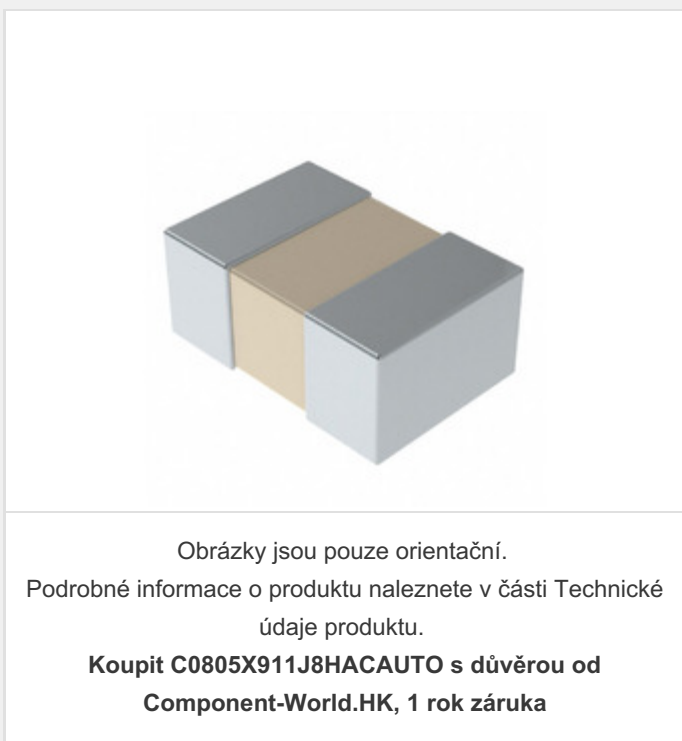 Obrázky jsou pouze orientační.
Podrobné informace o produktu naleznete v části Technické
údaje produktu.
Koupit C0805X911J8HACAUTO s důvěrou od
Component-World.HK, 1 rok záruka